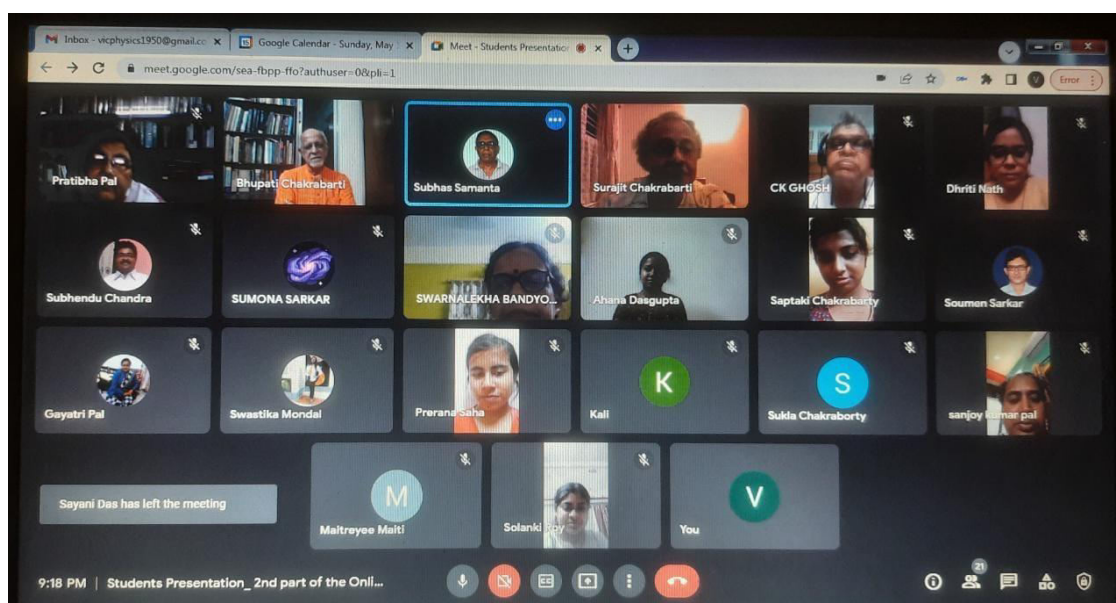 Inbox - vicphysics1950@gmail.co
Google Calendar - Sunday, May
Meet - Students Presentation
meet.google.com/sea-fbpp-ffo?authuser=0&pli=1
V
Error
Pratibha Pal
Bhupati Chakrabarti
Subhas Samanta
Surajit Chakrabarti
CK GHOSH
Dhriti Nath
Subhendu Chandra
SUMONA SARKAR
SWARNALEKHA BANDYO...
Ahana Dasgupta
Saptaki Chakrabarty
Soumen Sarkar
Gayatri Pal
Swastika Mondal
Prerana Saha
K
Kali
S
Sukla Chakraborty
sanjoy kumar pal
Sayani Das has left the meeting
M
Maitreyee Maiti
Solanki Roy
V
You
9:18 PM | Students Presentation_ 2nd part of the Onli...
CC
21